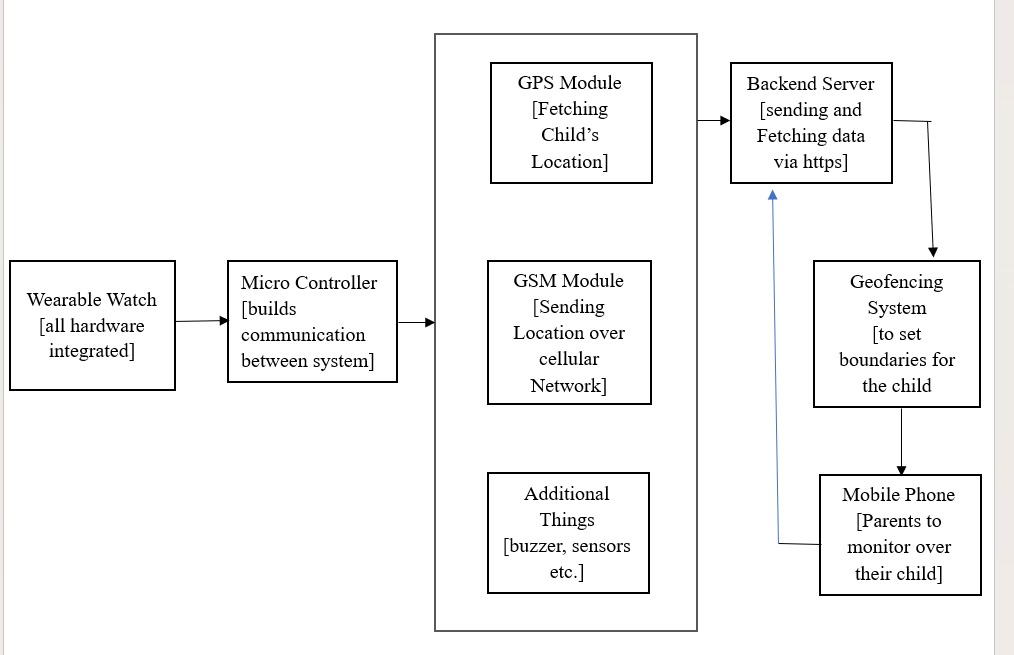 Wearable Watch
[all hardware
integrated]
Micro Controller
[builds
communication
between system]
GPS Module
[Fetching
Child’s
Location]
GSM Module
[Sending
Location over
cellular
Network]
Additional
Things
[buzzer, sensors
etc.]
Backend Server
[sending and
Fetching data
via https]
Geofencing
System
[to set
boundaries for
the child
Mobile Phone
[Parents to
monitor over
their child]